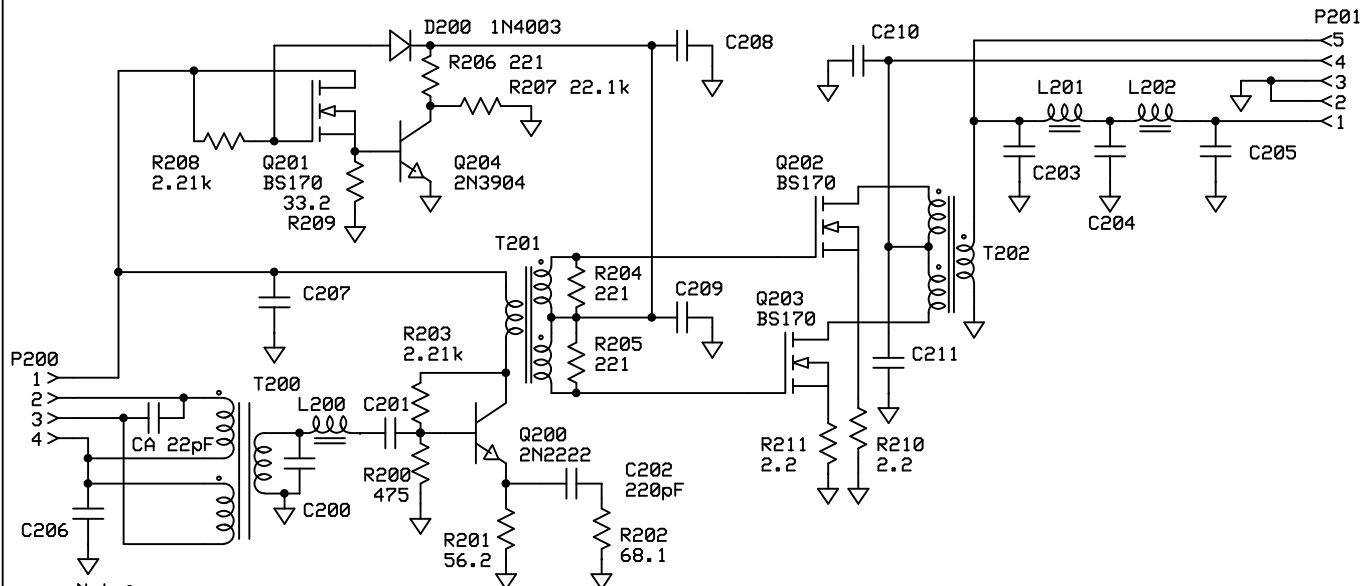 D200 1N4003
P201
C210
C208
5
4
3
2
1
R206 221
R207 22.1k
L201
L202
R208
2.21k
Q201
BS170
33.2
R209
Q204
2N3904
Q202
BS170
C203
C205
C204
T201
T202
R204
221
C209
Q203
BS170
C207
R203
2.21k
R205
221
C211
P200
1
2
3
4
T200
L200
C201
CA 22pF
Q200
2N2222
R211
2.2
R210
2.2
R200
475
C202
220pF
C206
C200
R201
56.2
R202
68.1